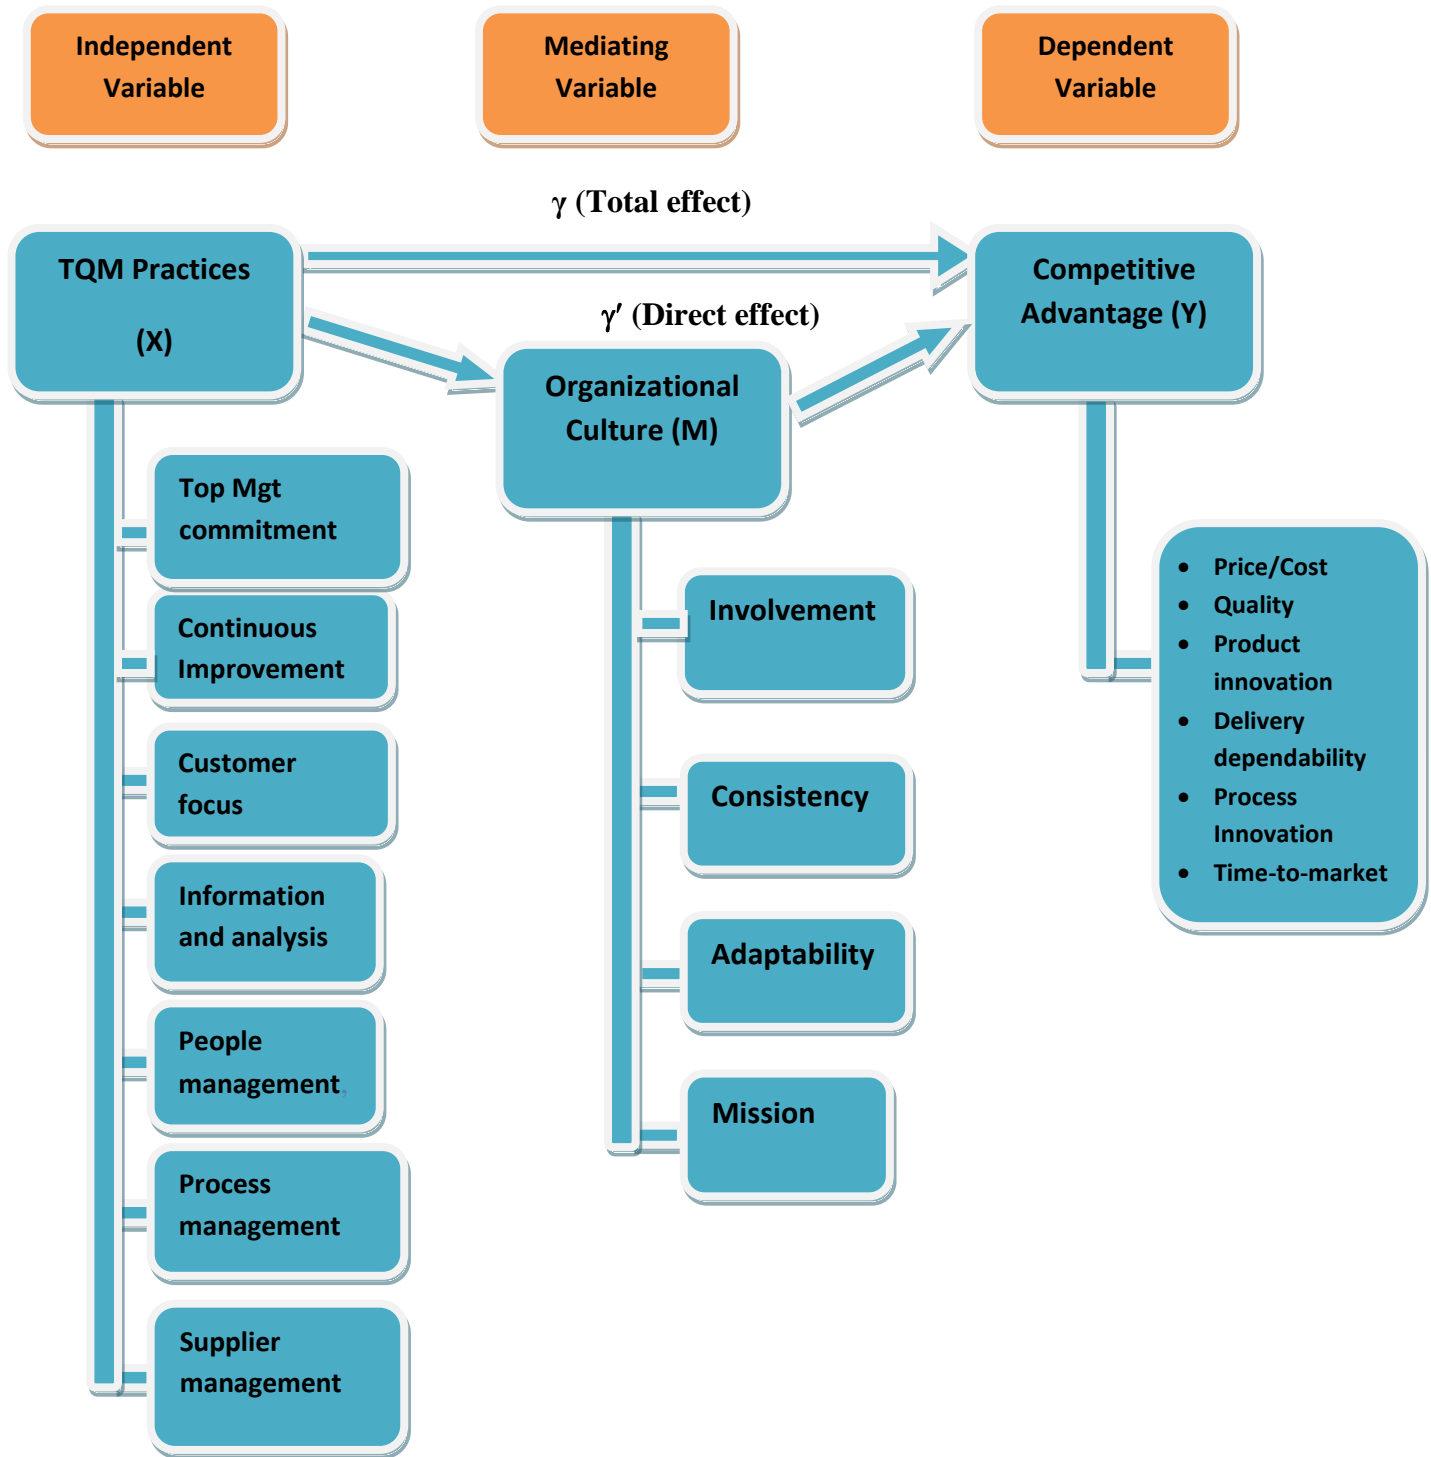 Independent
Variable
Mediating
Variable
Dependent
Variable
γ (Total effect)
TQM Practices
(X)
Competitive
Advantage (Y)
γ′ (Direct effect)
Organizational
Culture (M)
Top Mgt
commitment
Continuous
Improvement
Customer
focus
Information
and analysis
People
management,
Process
management
Supplier
management
Involvement
Consistency
Adaptability
Mission
• Price/Cost
• Quality
• Product
innovation
• Delivery
dependability
• Process
Innovation
• Time-to-market